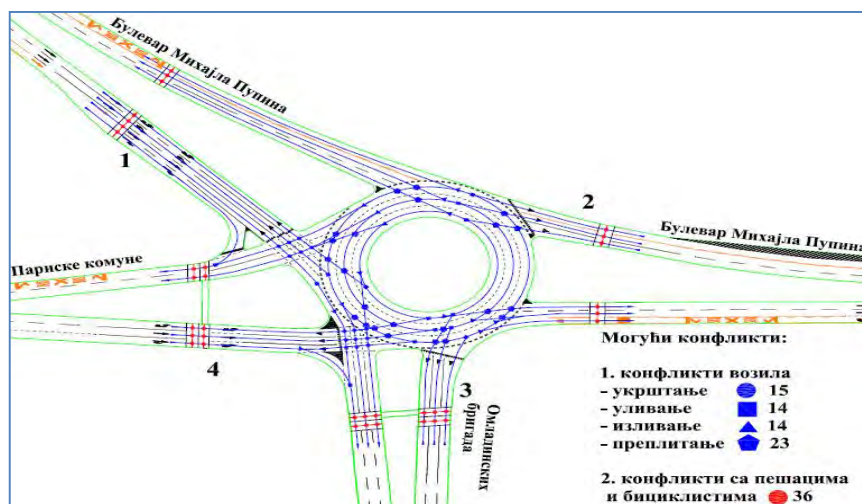 Булевар Михајла
Пупина
1
2
Булевар Михајла Пупина
Париске комуне
4
3
Омладинских
бригада
Могући конфликти:
1. конфликти возила
- укрштање 15
- уливање 14
- изливање 14
- преплитање 23
2. конфликти са пешацима
и бициклистима 36